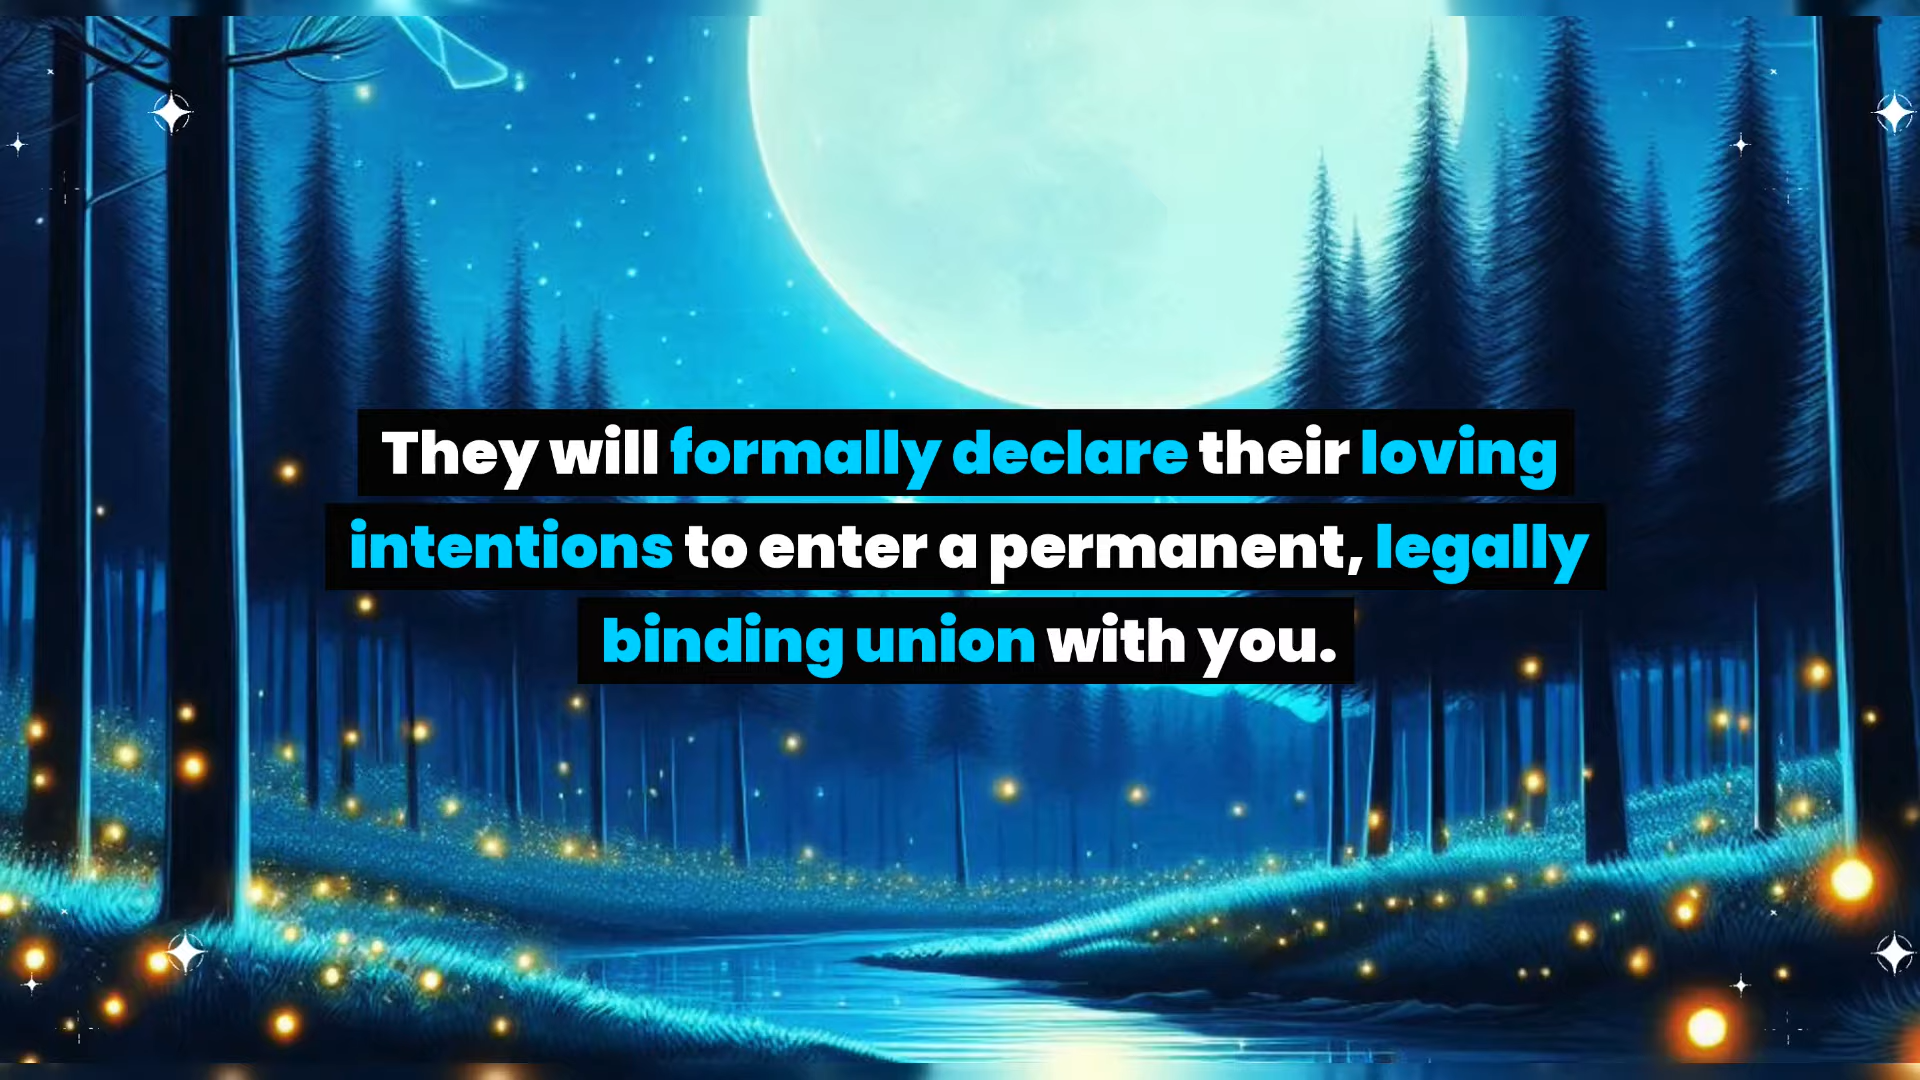 They will formally declare their loving
intentions to enter a permanent, legally
binding union with you.